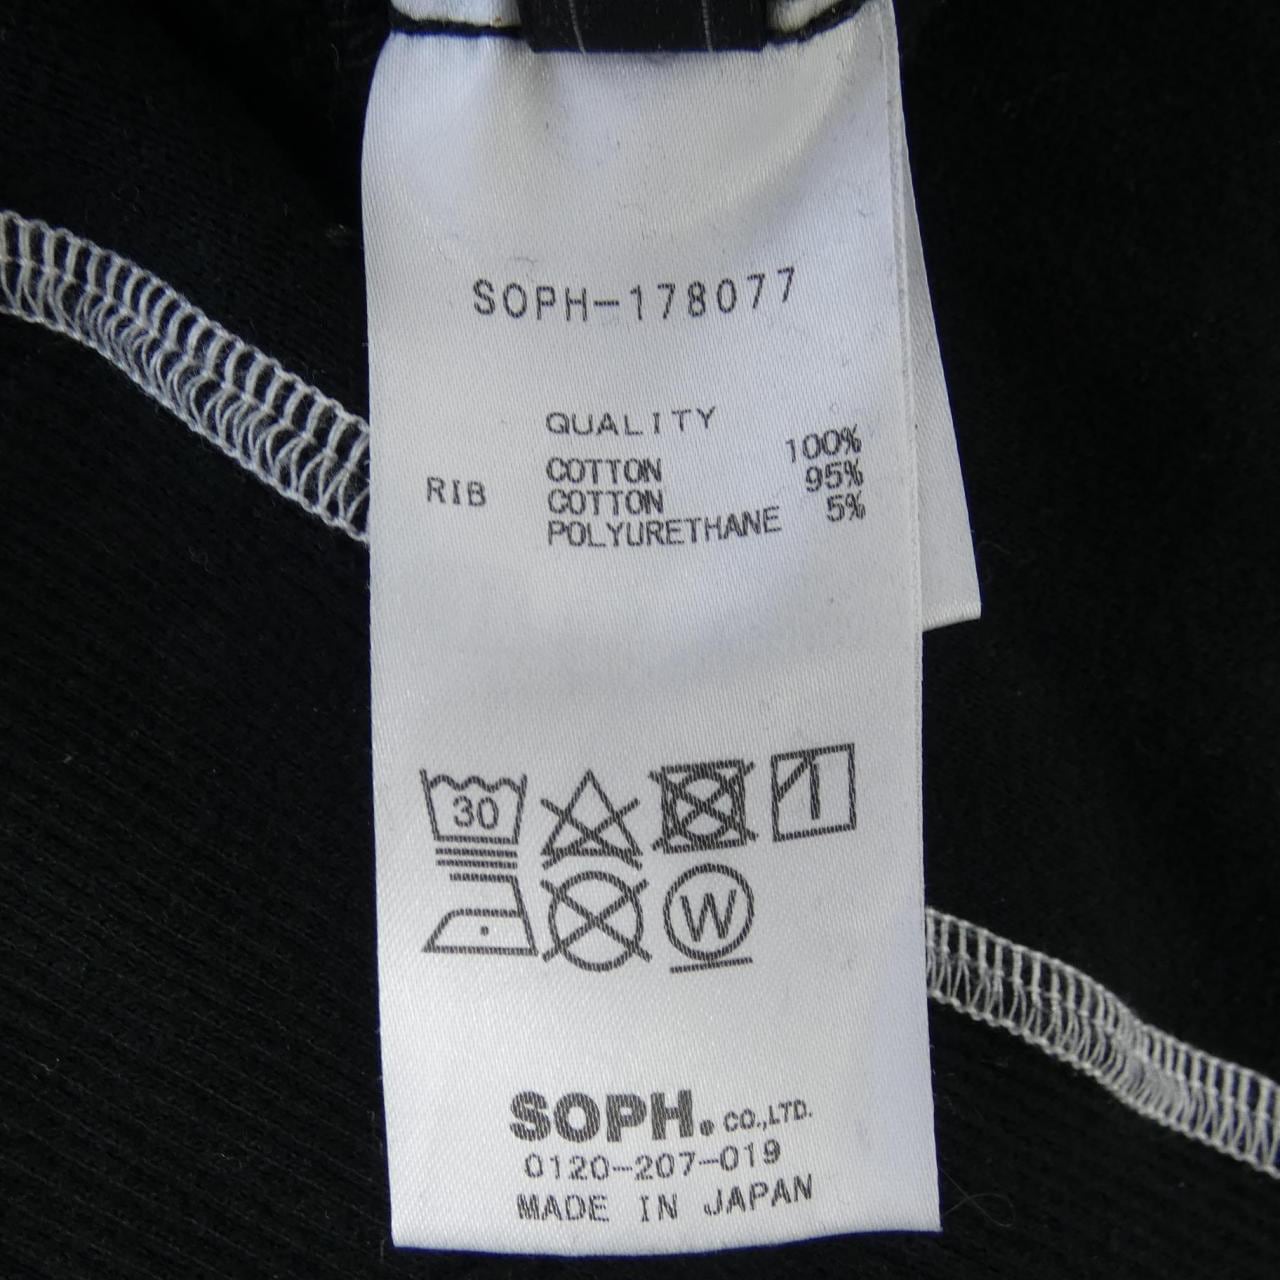 SOPH-178077
QUALITY
COTTON 100%
RIB COTTON 95%
POLYURETHANE 5%
30
W
SOPH. CO.,LTD.
0120-207-019
MADE IN JAPAN